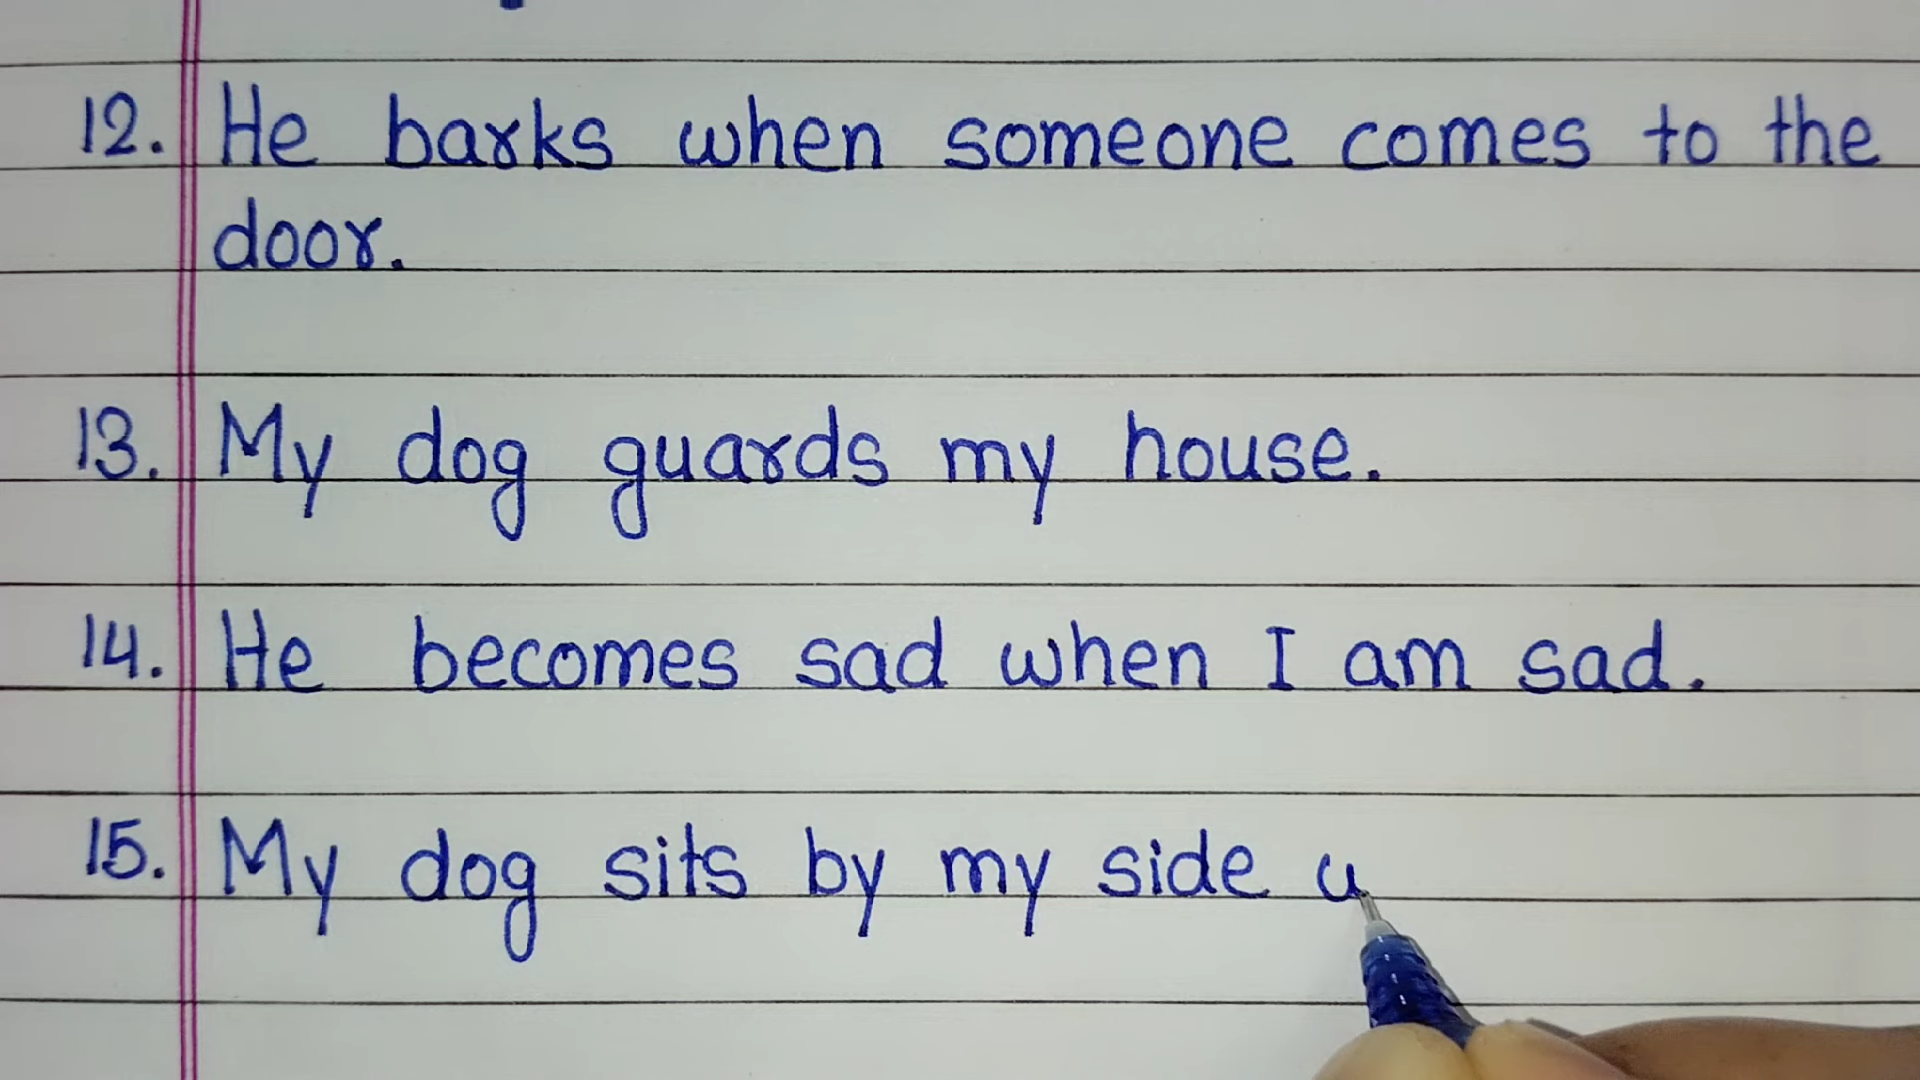 12. He barks when someone comes to the
door.
13. My dog guards my house.
14. He becomes sad when I am sad.
15. My dog sits by my side